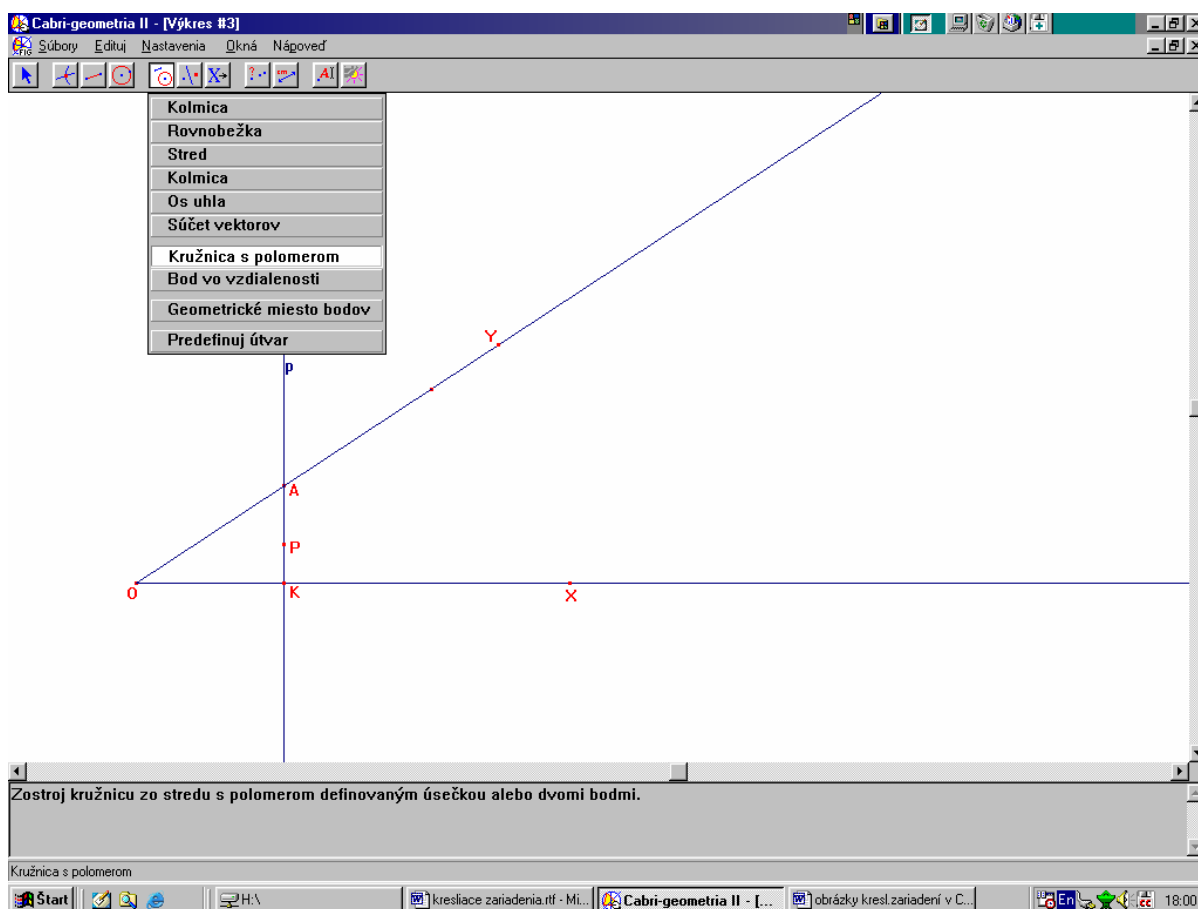 Cabri-geometria II - [Výkres #3]
Súbory Edituj Nastavenia Okná Nápoveď
? cm AI
Kolmica
Rovnobežka
Stred
Kolmica
Os uhla
Súčet vektorov
Kružnica s polomerom
Bod vo vzdialenosti
Geometrické miesto bodov
Predefinuj útvar
Y
p
A
P
O K X
Zostroj kružnicu zo stredu s polomerom definovaným úsečkou alebo dvomi bodmi.
Kružnica s polomerom
Štart H:\ kresliace zariadenia.rtf - Mi... Cabri-geometria II - [... obrázky kresl.zariadení v C... En 18:00